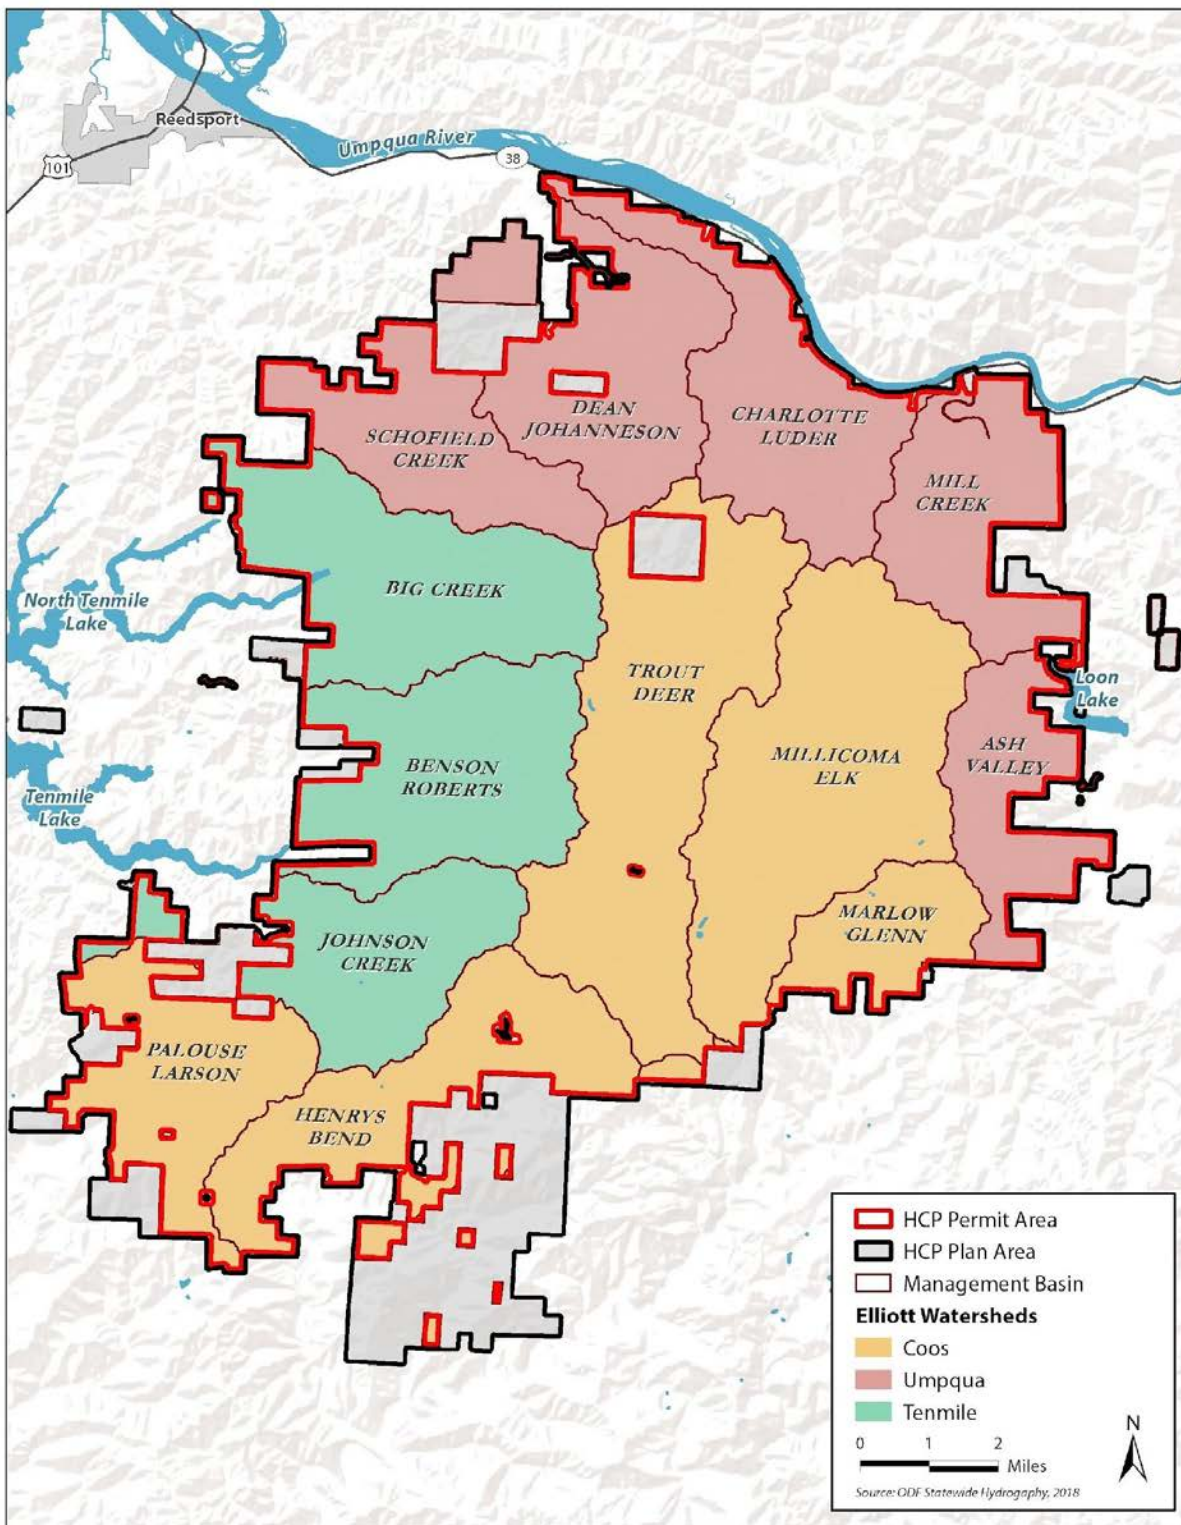 Reedsport
101
Umpqua River
38
DEAN
JOHANNESON
CHARLOTTE
LUDER
SCHOFIELD
CREEK
MILL
CREEK
BIG CREEK
North Tenmile
Lake
TROUT
DEER
Loon
Lake
ASH
VALLEY
MILLICOMA
ELK
BENSON
ROBERTS
Tenmile
Lake
MARLOW
GLENN
JOHNSON
CREEK
PALOUSE
LARSON
HENRYS
BEND
HCP Permit Area
HCP Plan Area
Management Basin
Elliott Watersheds
Coos
Umpqua
Tenmile
N
0 1 2
Miles
Source: ODF Statewide Hydrogaphy, 2018